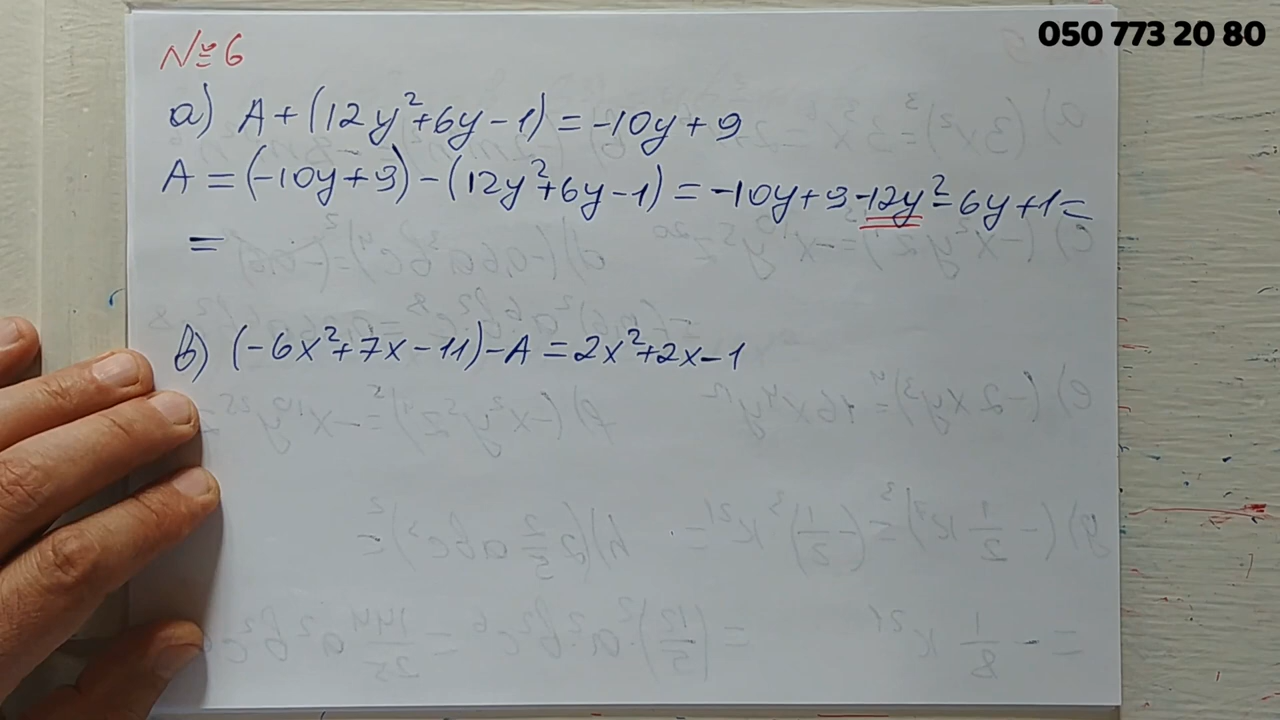 050 773 20 80
№6
a) A+(12y²+6y-1)=-10y+9
A=(-10y+9)-(12y²+6y-1)=-10y+9-12y²-6y+1=
=
b) (-6x²+7x-11)-A=2x²+2x-1